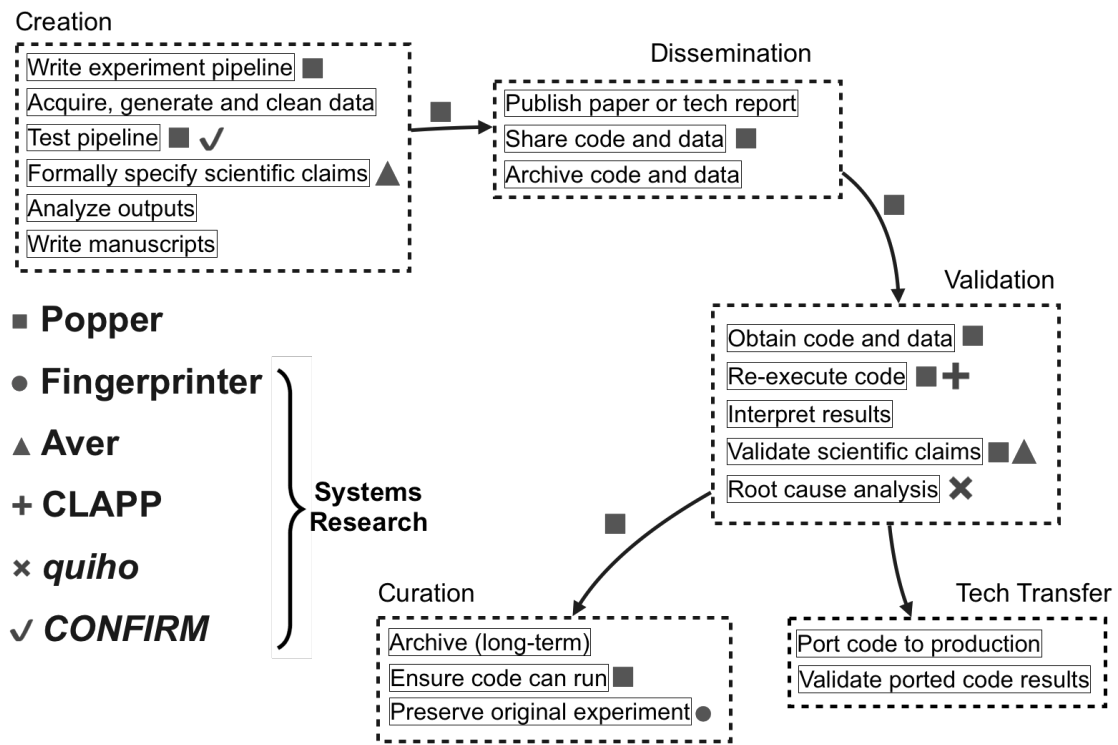 Creation
Write experiment pipeline
Acquire, generate and clean data
Test pipeline
Formally specify scientific claims
Analyze outputs
Write manuscripts
Dissemination
Publish paper or tech report
Share code and data
Archive code and data
Validation
Obtain code and data
Re-execute code
Interpret results
Validate scientific claims
Root cause analysis
Popper
Fingerprinter
Aver
CLAPP
quiho
CONFIRM
Systems
Research
Curation
Archive (long-term)
Ensure code can run
Preserve original experiment
Tech Transfer
Port code to production
Validate ported code results